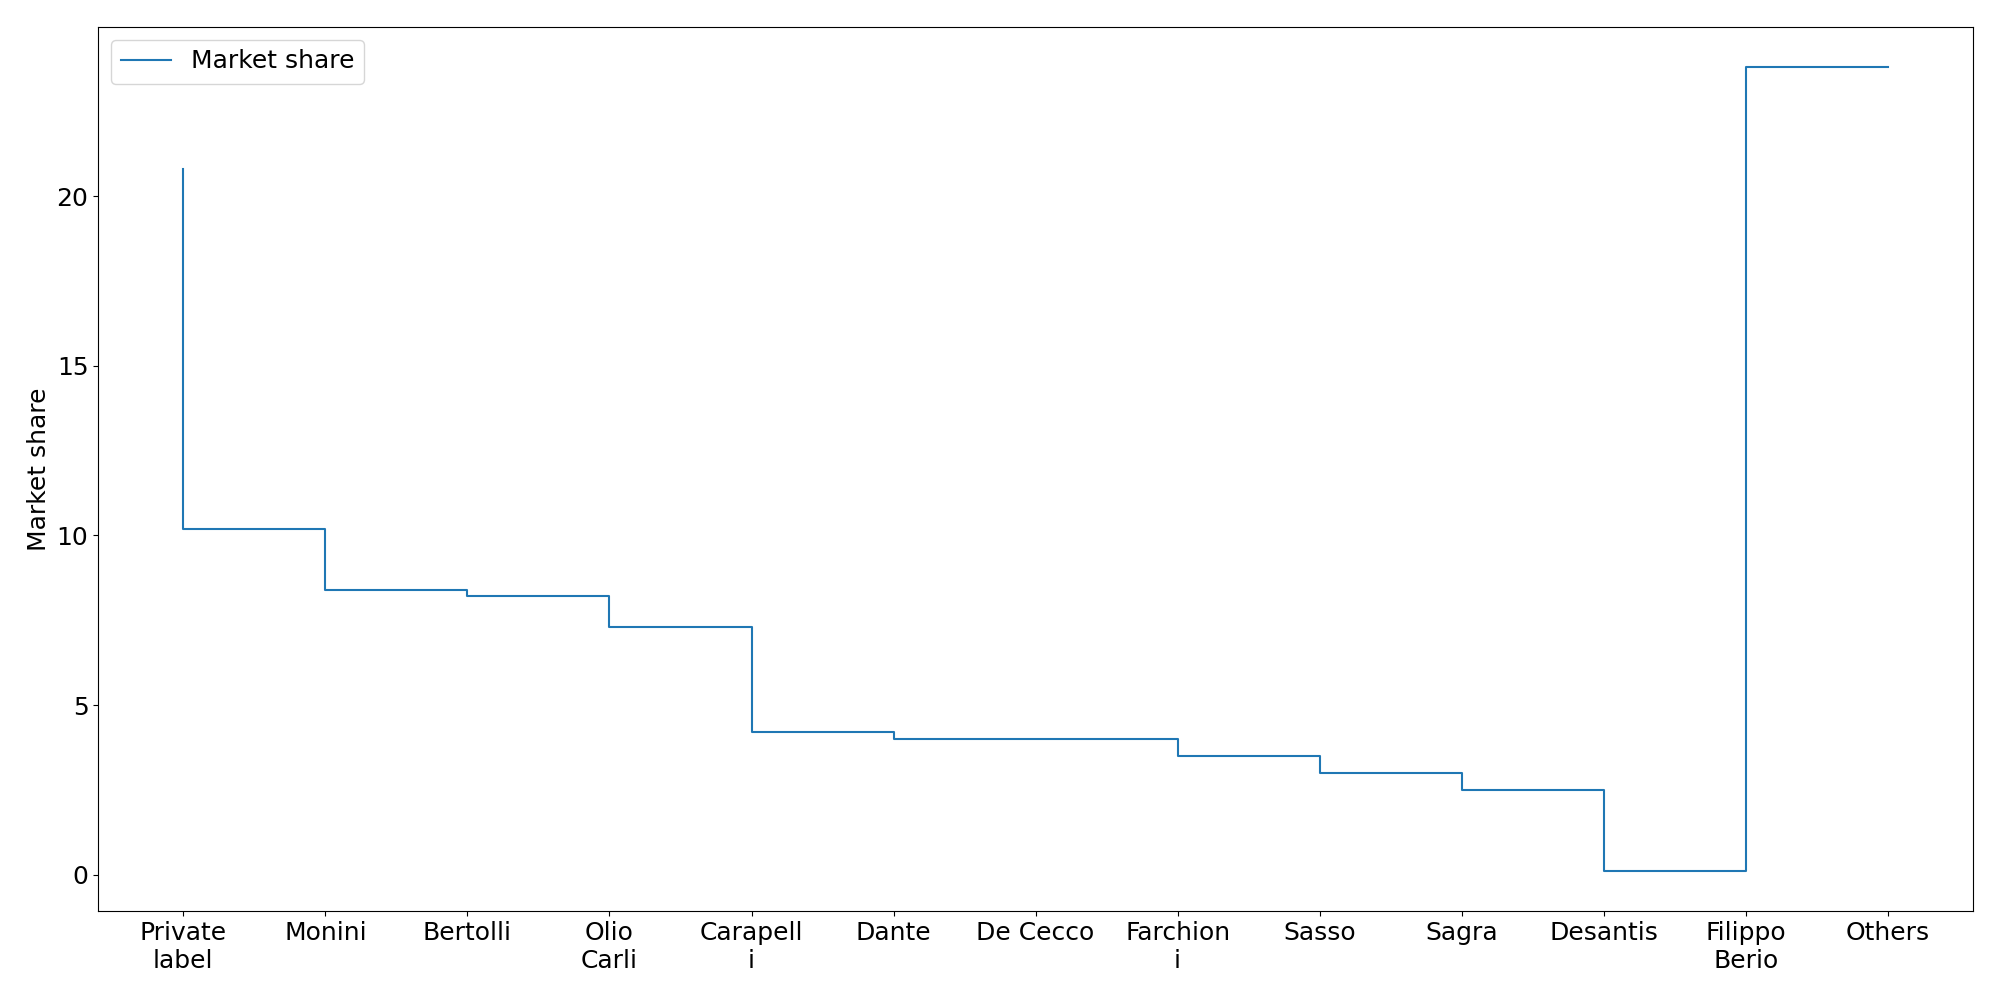 Market share
Market share
20
15
10
5
0
Private
label
Monini
Bertolli
Olio
Carli
Carapell
i
Dante
De Cecco
Farchion
i
Sasso
Sagra
Desantis
Filippo
Berio
Others